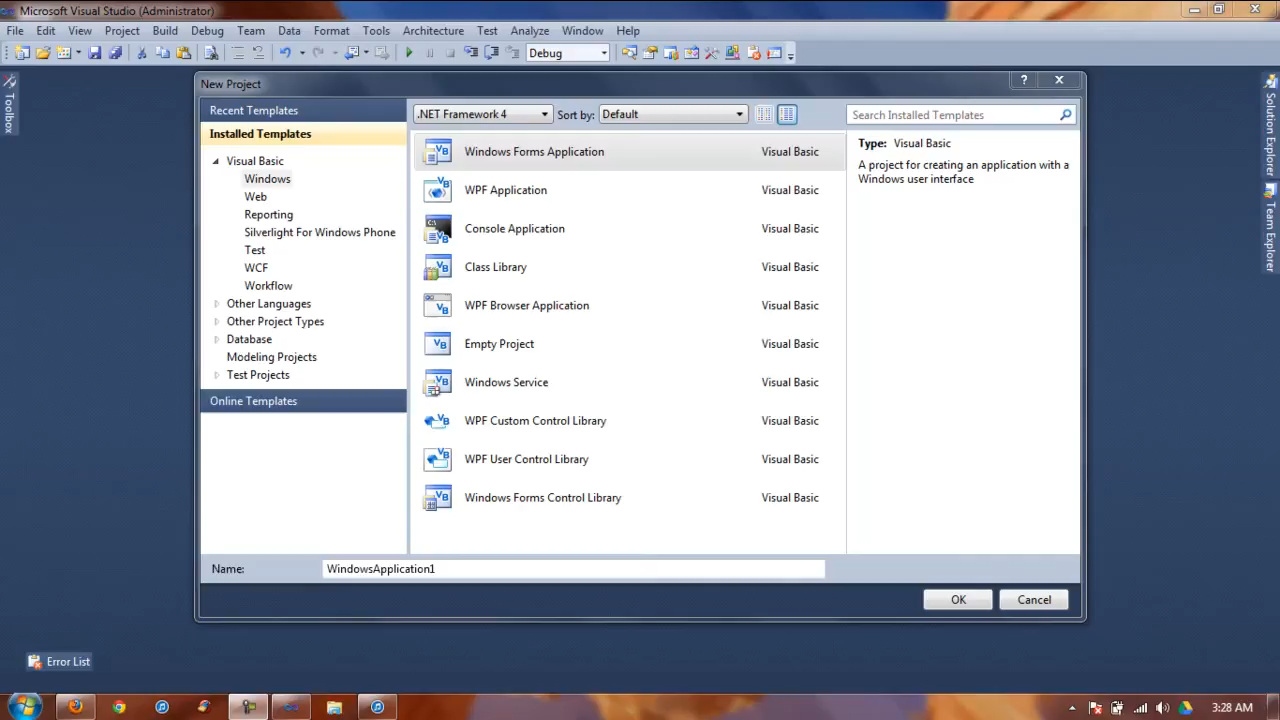 Microsoft Visual Studio (Administrator)
File Edit View Project Build Debug Team Data Format Tools Architecture Test Analyze Window Help
Debug
Toolbox
New Project
Recent Templates
Installed Templates
Visual Basic
Windows
Web
Reporting
Silverlight For Windows Phone
Test
WCF
Workflow
Other Languages
Other Project Types
Database
Modeling Projects
Test Projects
Online Templates
.NET Framework 4 Sort by: Default
Windows Forms Application Visual Basic
WPF Application Visual Basic
Console Application Visual Basic
Class Library Visual Basic
WPF Browser Application Visual Basic
Empty Project Visual Basic
Windows Service Visual Basic
WPF Custom Control Library Visual Basic
WPF User Control Library Visual Basic
Windows Forms Control Library Visual Basic
Search Installed Templates
Type: Visual Basic
A project for creating an application with a
Windows user interface
Name: WindowsApplication1
OK Cancel
Solution Explorer
Team Explorer
Error List
3:28 AM